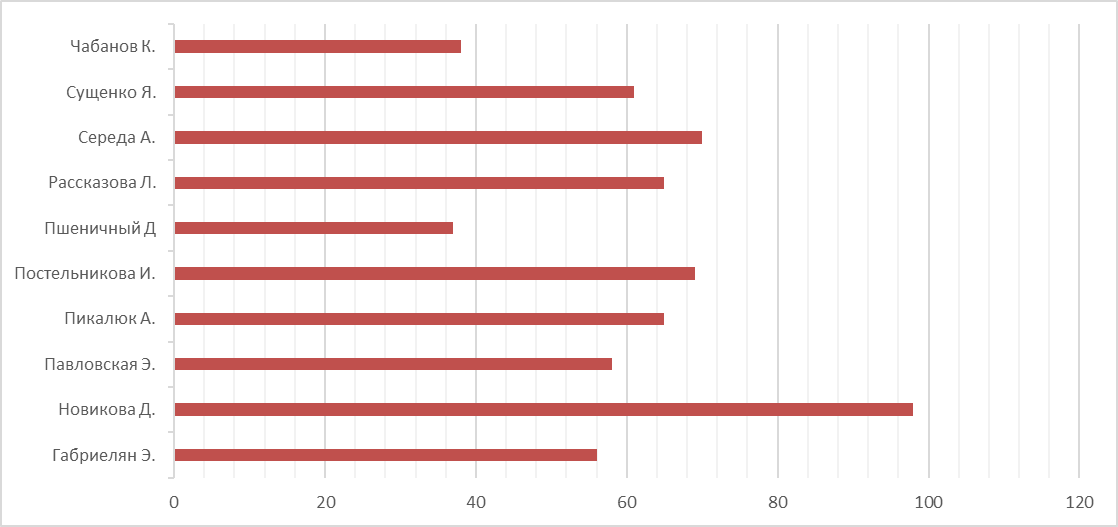 Чабанов К.
Сущенко Я.
Середа А.
Рассказова Л.
Пшеничный Д
Постельникова И.
Пикалюк А.
Павловская Э.
Новикова Д.
Габриелян Э.
0 20 40 60 80 100 120